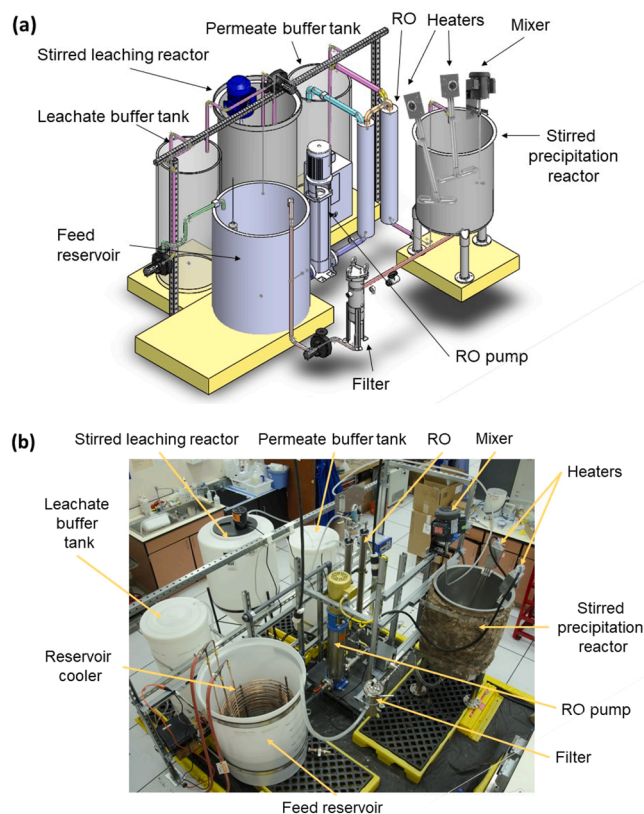 (a)
Permeate buffer tank
RO
Heaters
Mixer
Stirred leaching reactor
Leachate buffer tank
Stirred
precipitation
reactor
Feed
reservoir
RO pump
Filter
(b)
Stirred leaching reactor
Permeate buffer tank
RO
Mixer
Heaters
Leachate
buffer
tank
Stirred
precipitation
reactor
Reservoir
cooler
RO pump
Filter
Feed reservoir